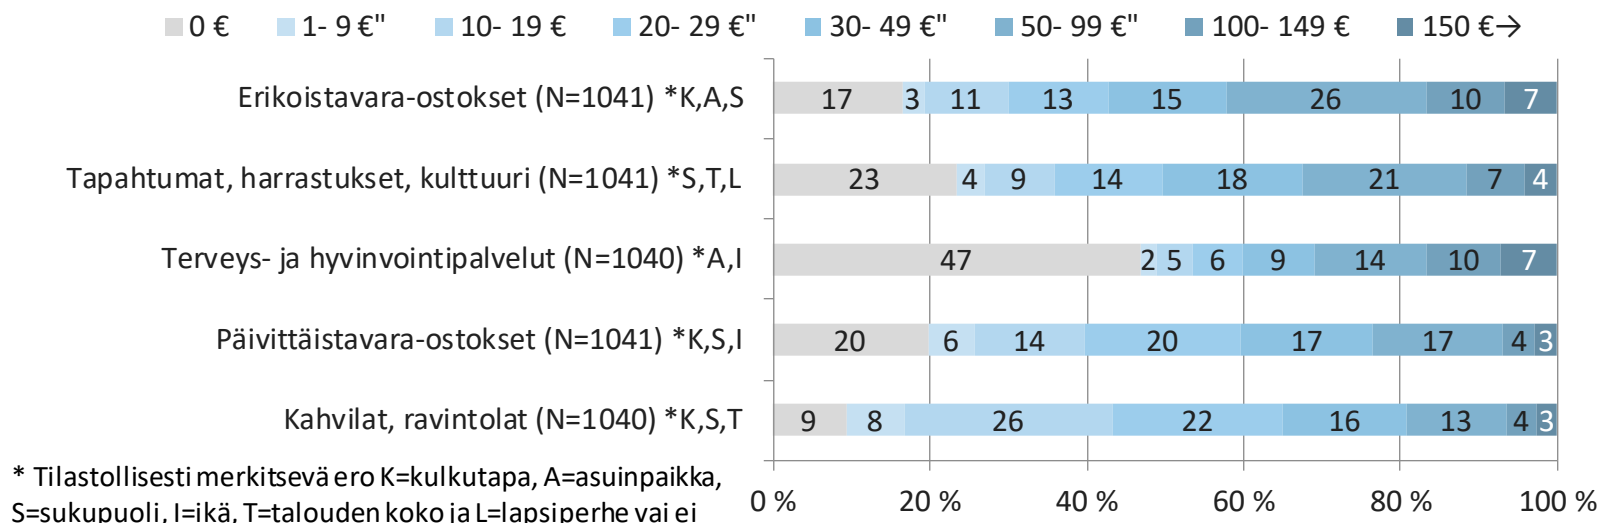 0 € 1- 9 €" 10- 19 € 20- 29 €" 30- 49 €" 50- 99 €" 100- 149 € 150 €→
Erikoistavara-ostokset (N=1041) *K,A,S 17 3 11 13 15 26 10 7
Tapahtumat, harrastukset, kulttuuri (N=1041) *S,T,L 23 4 9 14 18 21 7 4
Terveys- ja hyvinvointipalvelut (N=1040) *A,I 47 2 5 6 9 14 10 7
Päivittäistavara-ostokset (N=1041) *K,S,I 20 6 14 20 17 17 4 3
Kahvilat, ravintolat (N=1040) *K,S,T 9 8 26 22 16 13 4 3
0 % 20 % 40 % 60 % 80 % 100 %
* Tilastollisesti merkitsevä ero K=kulkutapa, A=asuinpaikka,
S=sukupuoli, I=ikä, T=talouden koko ja L=lapsiperhe vai ei